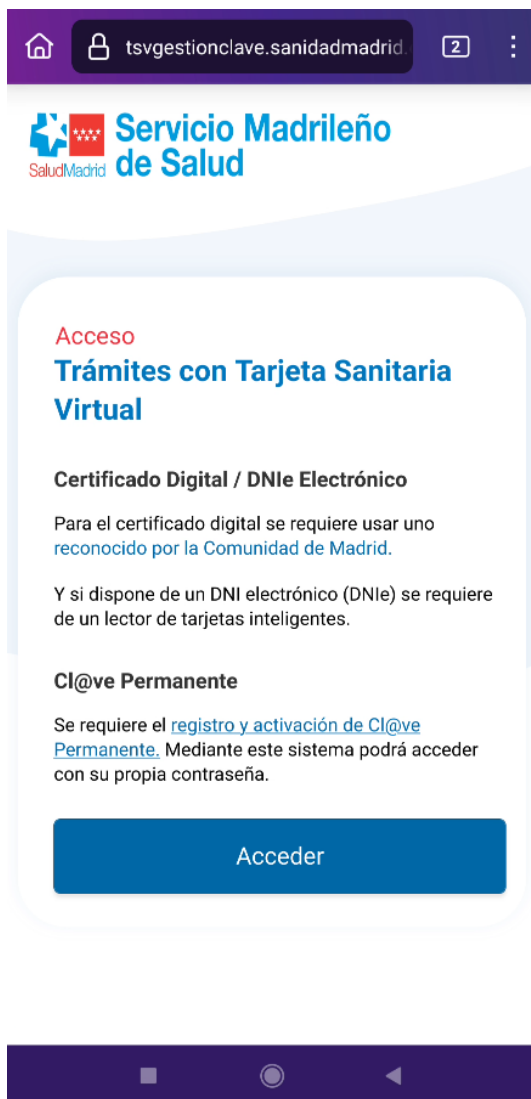 tsvgestionclave.sanidadmadrid.
2
Servicio Madrileño
de Salud
SaludMadrid
Acceso
Trámites con Tarjeta Sanitaria
Virtual
Certificado Digital / DNIe Electrónico
Para el certificado digital se requiere usar uno
reconocido por la Comunidad de Madrid.
Y si dispone de un DNI electrónico (DNIe) se requiere
de un lector de tarjetas inteligentes.
Cl@ve Permanente
Se requiere el registro y activación de Cl@ve
Permanente. Mediante este sistema podrá acceder
con su propia contraseña.
Acceder